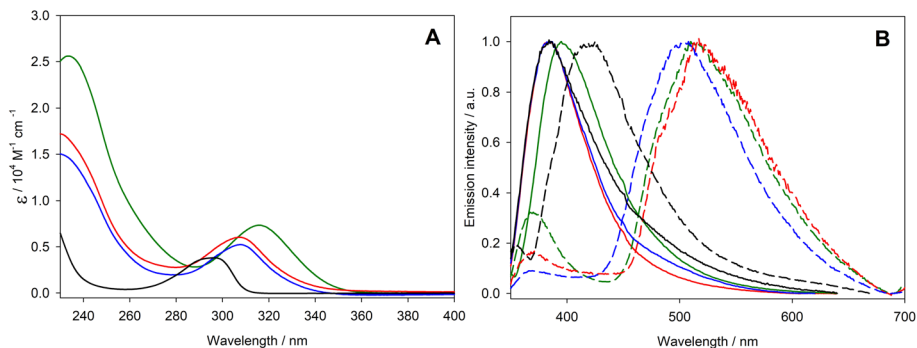 A
3.0
2.5
2.0
1.5
1.0
0.5
0.0
ε / 10⁴ M⁻¹ cm⁻¹
240 260 280 300 320 340 360 380 400
Wavelength / nm
B
1.0
0.8
0.6
0.4
0.2
0.0
Emission intensity / a.u.
400 500 600 700
Wavelength / nm